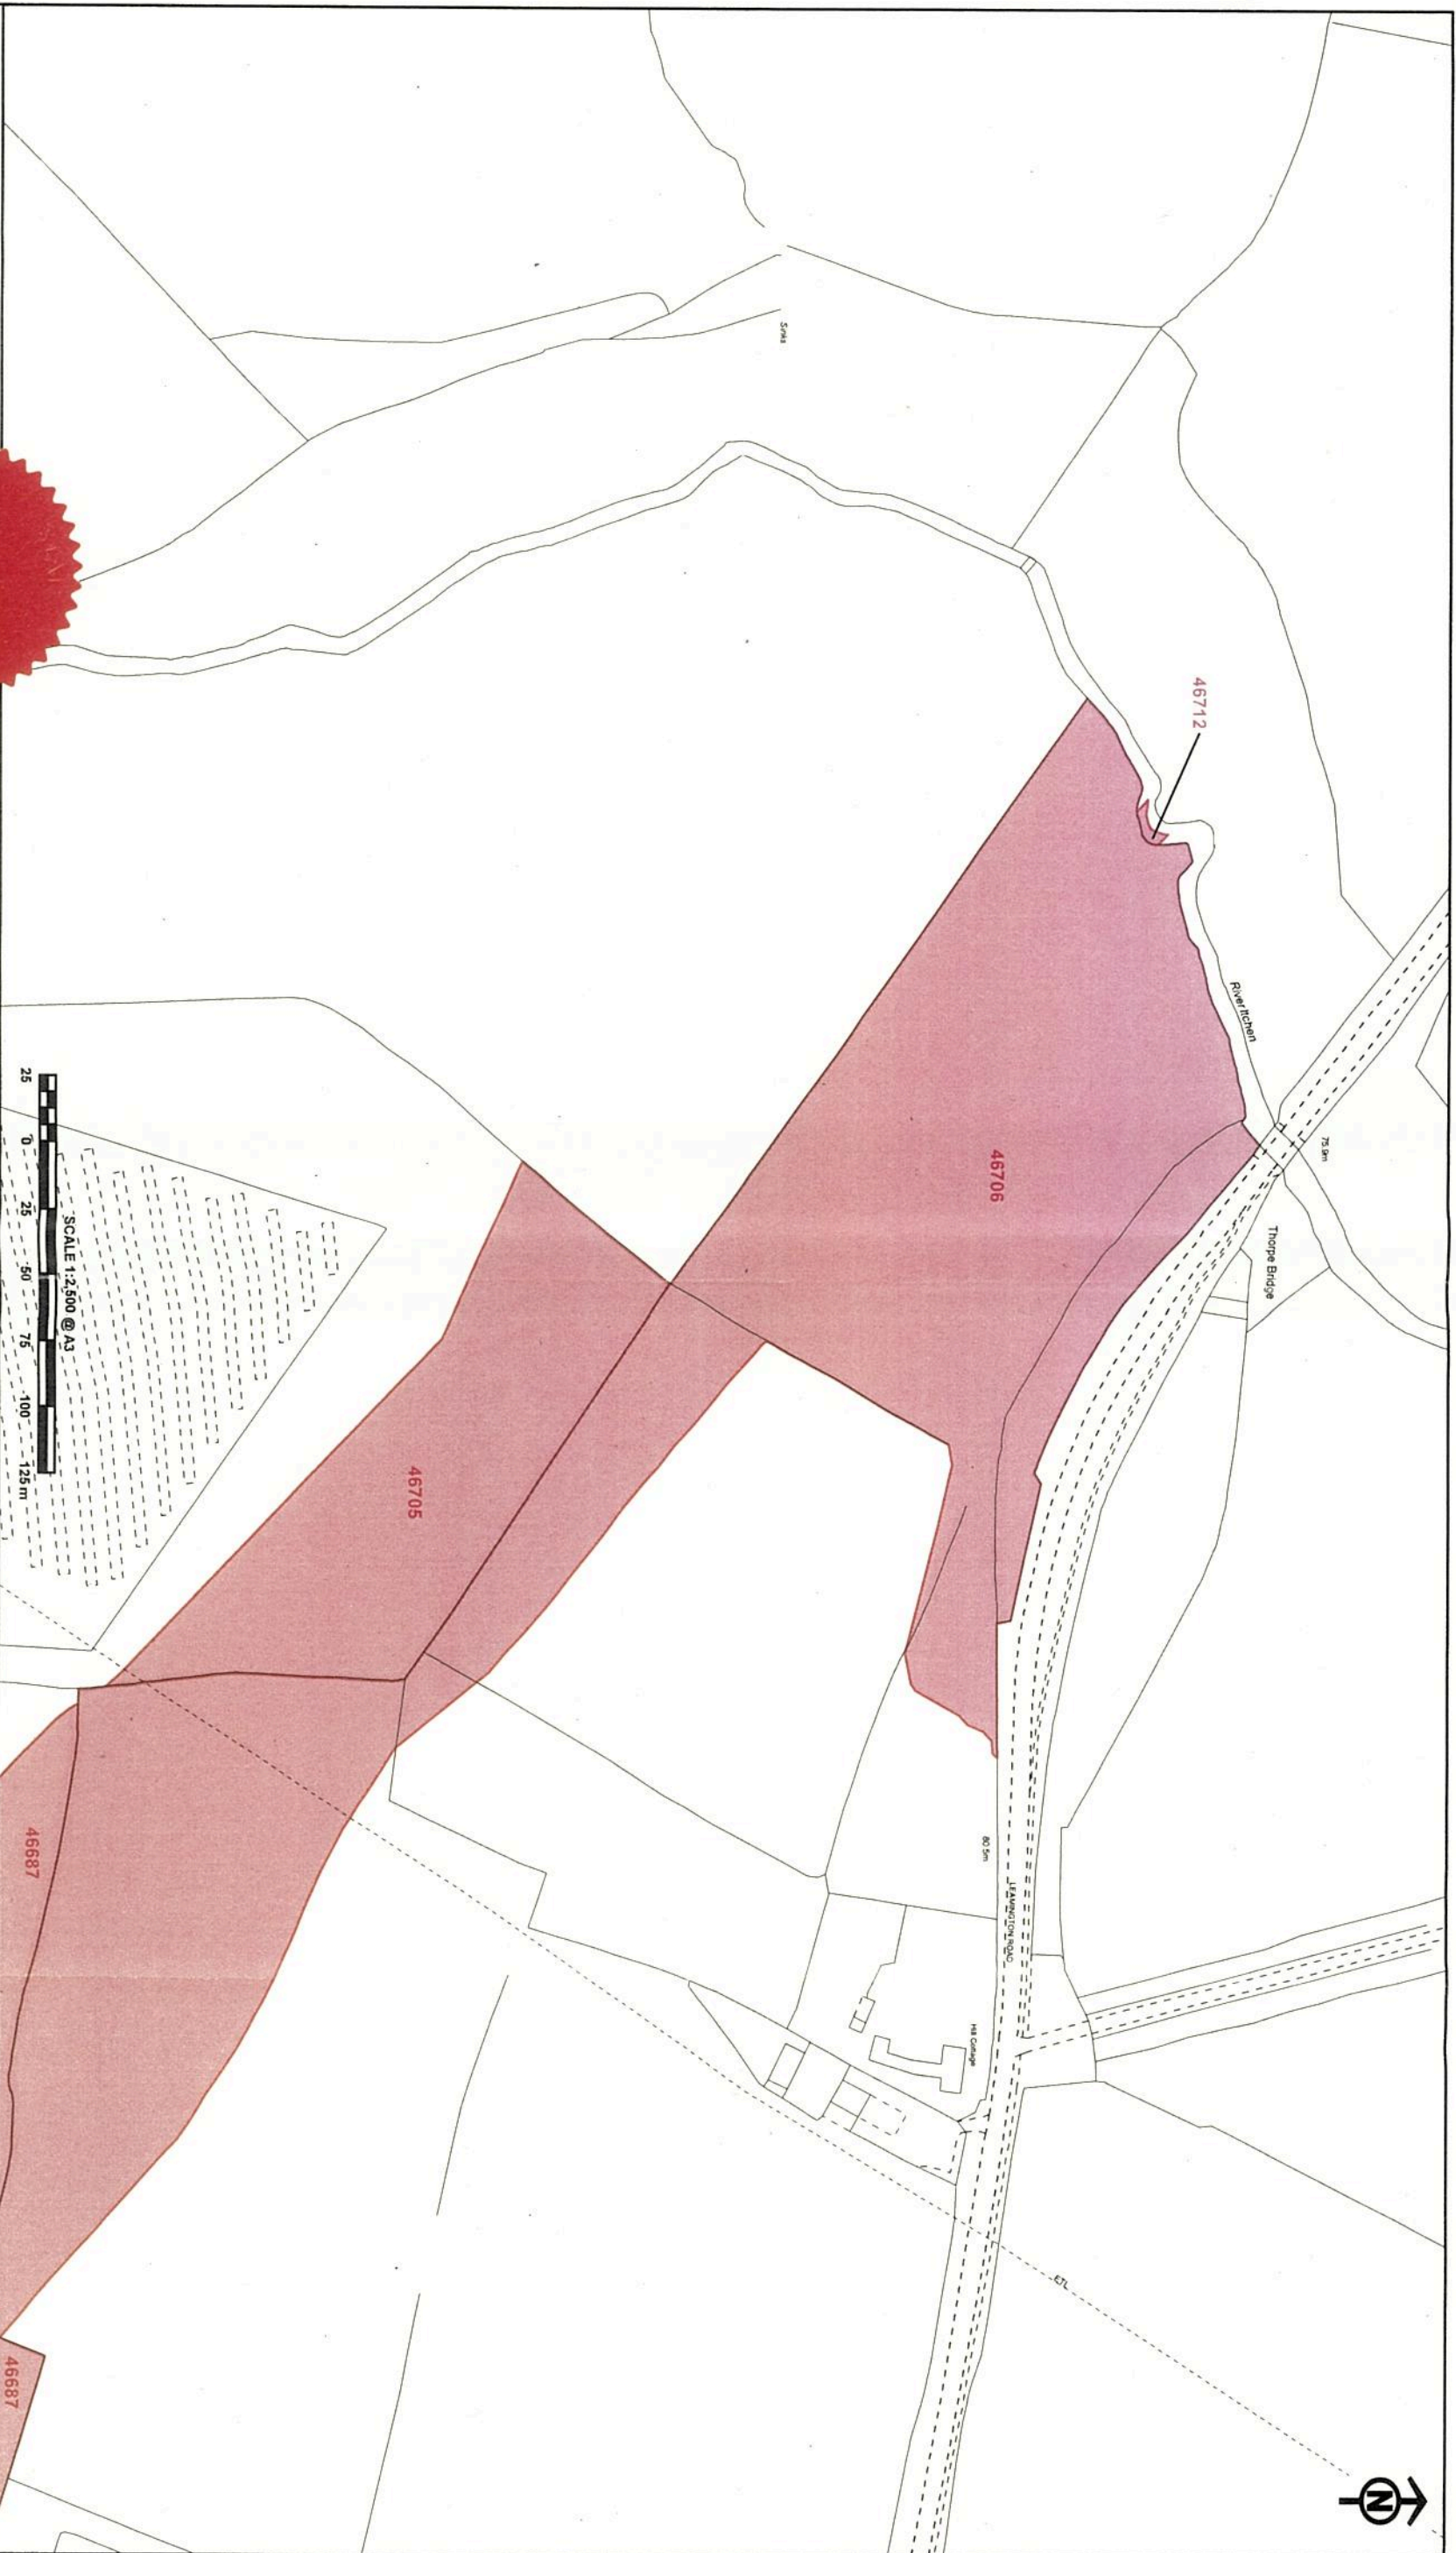 75.9m
Thorpe Bridge
River Itchen
46712
Sinks
46706
80.5m
LEAMINGTON ROAD
Hill Cottage
ETL
N
46705
46687
46687
SCALE 1:2,500 @ A3
25 0 25 50 75 100 125 m